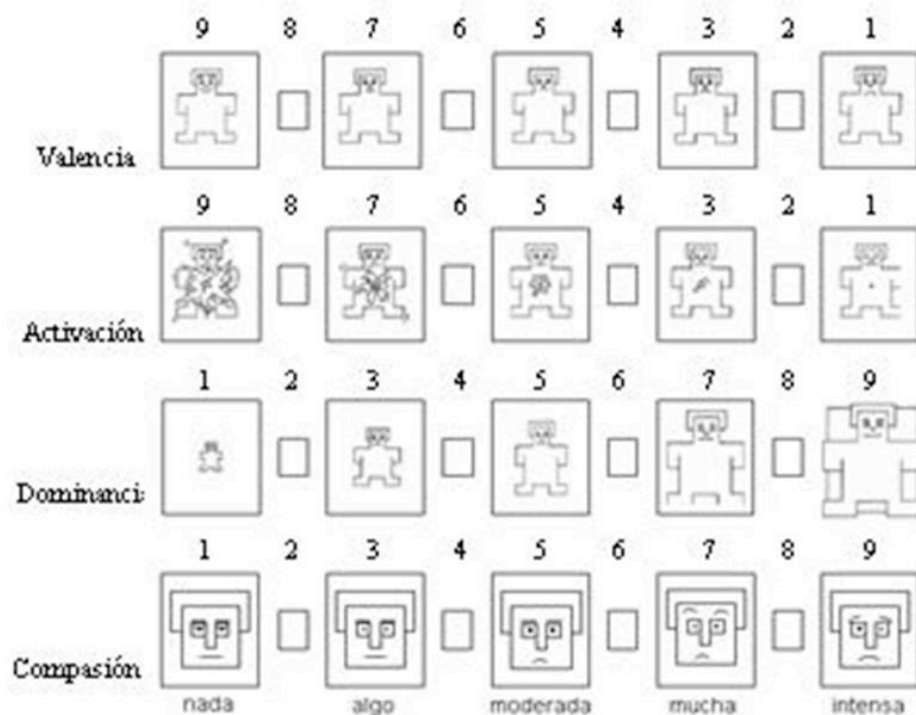 9 8 7 6 5 4 3 2 1
Valencia
9 8 7 6 5 4 3 2 1
Activación
1 2 3 4 5 6 7 8 9
Dominanci
1 2 3 4 5 6 7 8 9
Compasión
nada algo moderada mucha intensa